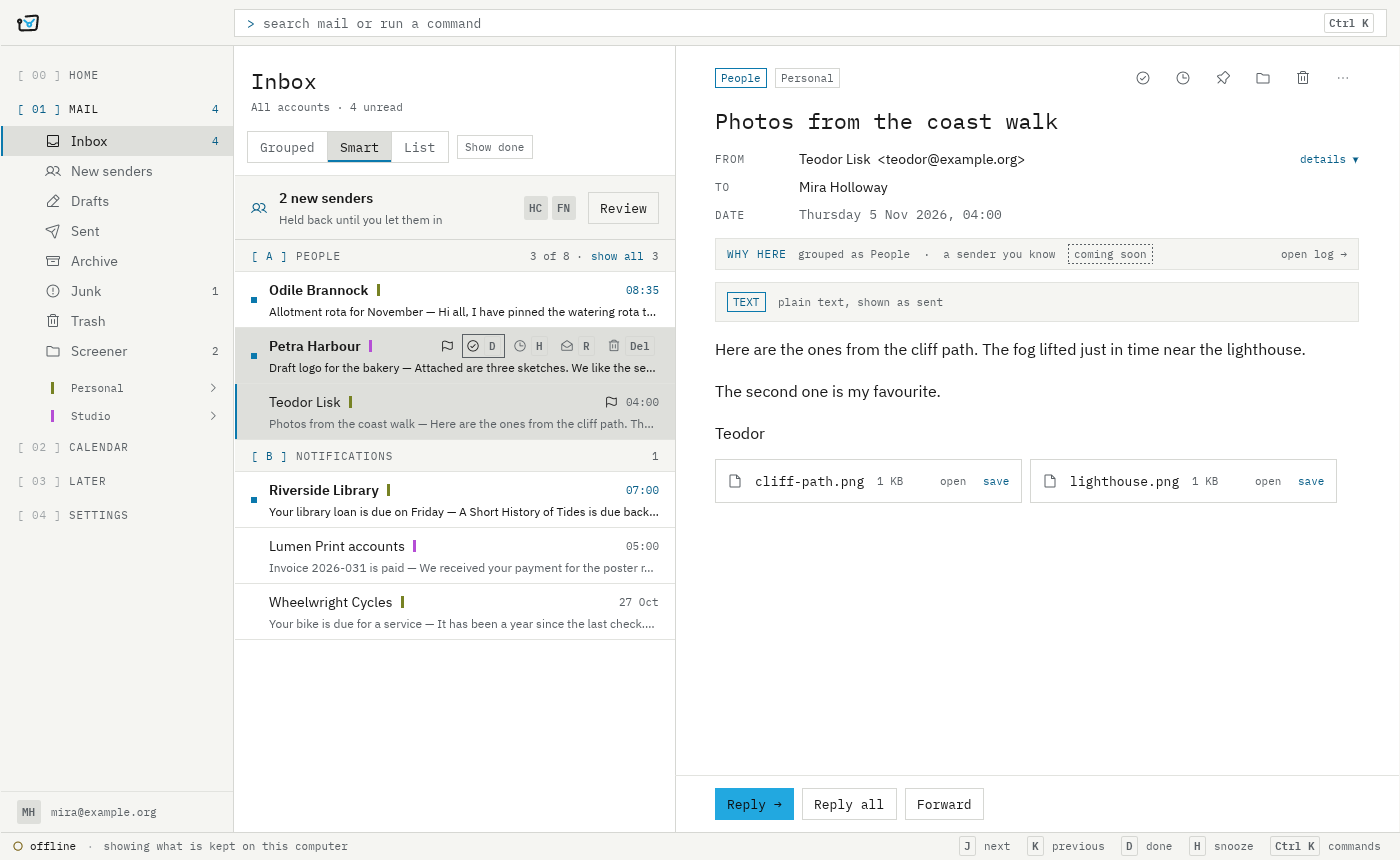 > search mail or run a command Ctrl K
[ 00 ] HOME
[ 01 ] MAIL 4
Inbox 4
New senders
Drafts
Sent
Archive
Junk 1
Trash
Screener 2
Personal
Studio
[ 02 ] CALENDAR
[ 03 ] LATER
[ 04 ] SETTINGS
MH mira@example.org
Inbox
All accounts · 4 unread
Grouped Smart List Show done
2 new senders
Held back until you let them in
HC FN Review
[ A ] PEOPLE 3 of 8 · show all 3
Odile Brannock 08:35
Allotment rota for November — Hi all, I have pinned the watering rota t…
Petra Harbour D H R Del
Draft logo for the bakery — Attached are three sketches. We like the se…
Teodor Lisk 04:00
Photos from the coast walk — Here are the ones from the cliff path. Th…
[ B ] NOTIFICATIONS 1
Riverside Library 07:00
Your library loan is due on Friday — A Short History of Tides is due back…
Lumen Print accounts 05:00
Invoice 2026-031 is paid — We received your payment for the poster r…
Wheelwright Cycles 27 Oct
Your bike is due for a service — It has been a year since the last check.…
People Personal
Photos from the coast walk
FROM Teodor Lisk <teodor@example.org> details ▾
TO Mira Holloway
DATE Thursday 5 Nov 2026, 04:00
WHY HERE grouped as People · a sender you know coming soon open log →
TEXT plain text, shown as sent
Here are the ones from the cliff path. The fog lifted just in time near the lighthouse.
The second one is my favourite.
Teodor
cliff-path.png 1 KB open save
lighthouse.png 1 KB open save
Reply → Reply all Forward
offline · showing what is kept on this computer
J next K previous D done H snooze Ctrl K commands